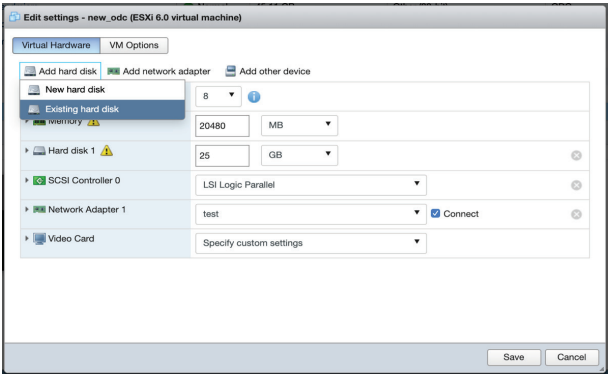 Edit settings - new_odc (ESXi 6.0 virtual machine)
Virtual Hardware VM Options
Add hard disk Add network adapter Add other device
New hard disk
8
Existing hard disk
Memory 20480 MB
Hard disk 1 25 GB
SCSI Controller 0 LSI Logic Parallel
Network Adapter 1 test Connect
Video Card Specify custom settings
Save Cancel